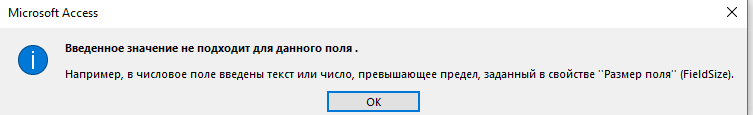 Microsoft Access
Введенное значение не подходит для данного поля .
Например, в числовое поле введены текст или число, превышающее предел, заданный в свойстве "Размер поля" (FieldSize).
ОК